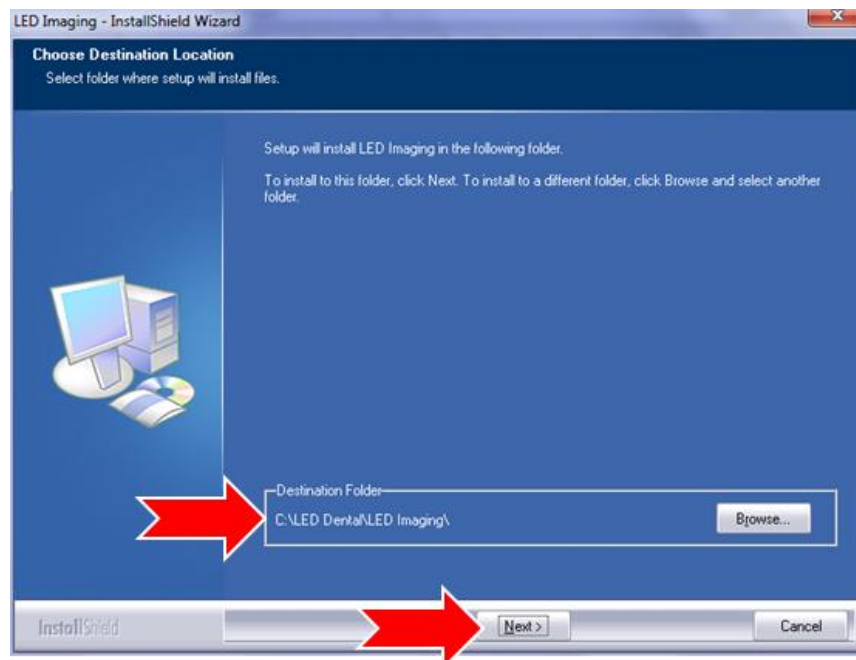 LED Imaging - InstallShield Wizard
Choose Destination Location
Select folder where setup will install files.
Setup will install LED Imaging in the following folder.
To install to this folder, click Next. To install to a different folder, click Browse and select another
folder.
Destination Folder
C:\LED Dental\LED Imaging\
Browse...
InstallShield
Next >
Cancel